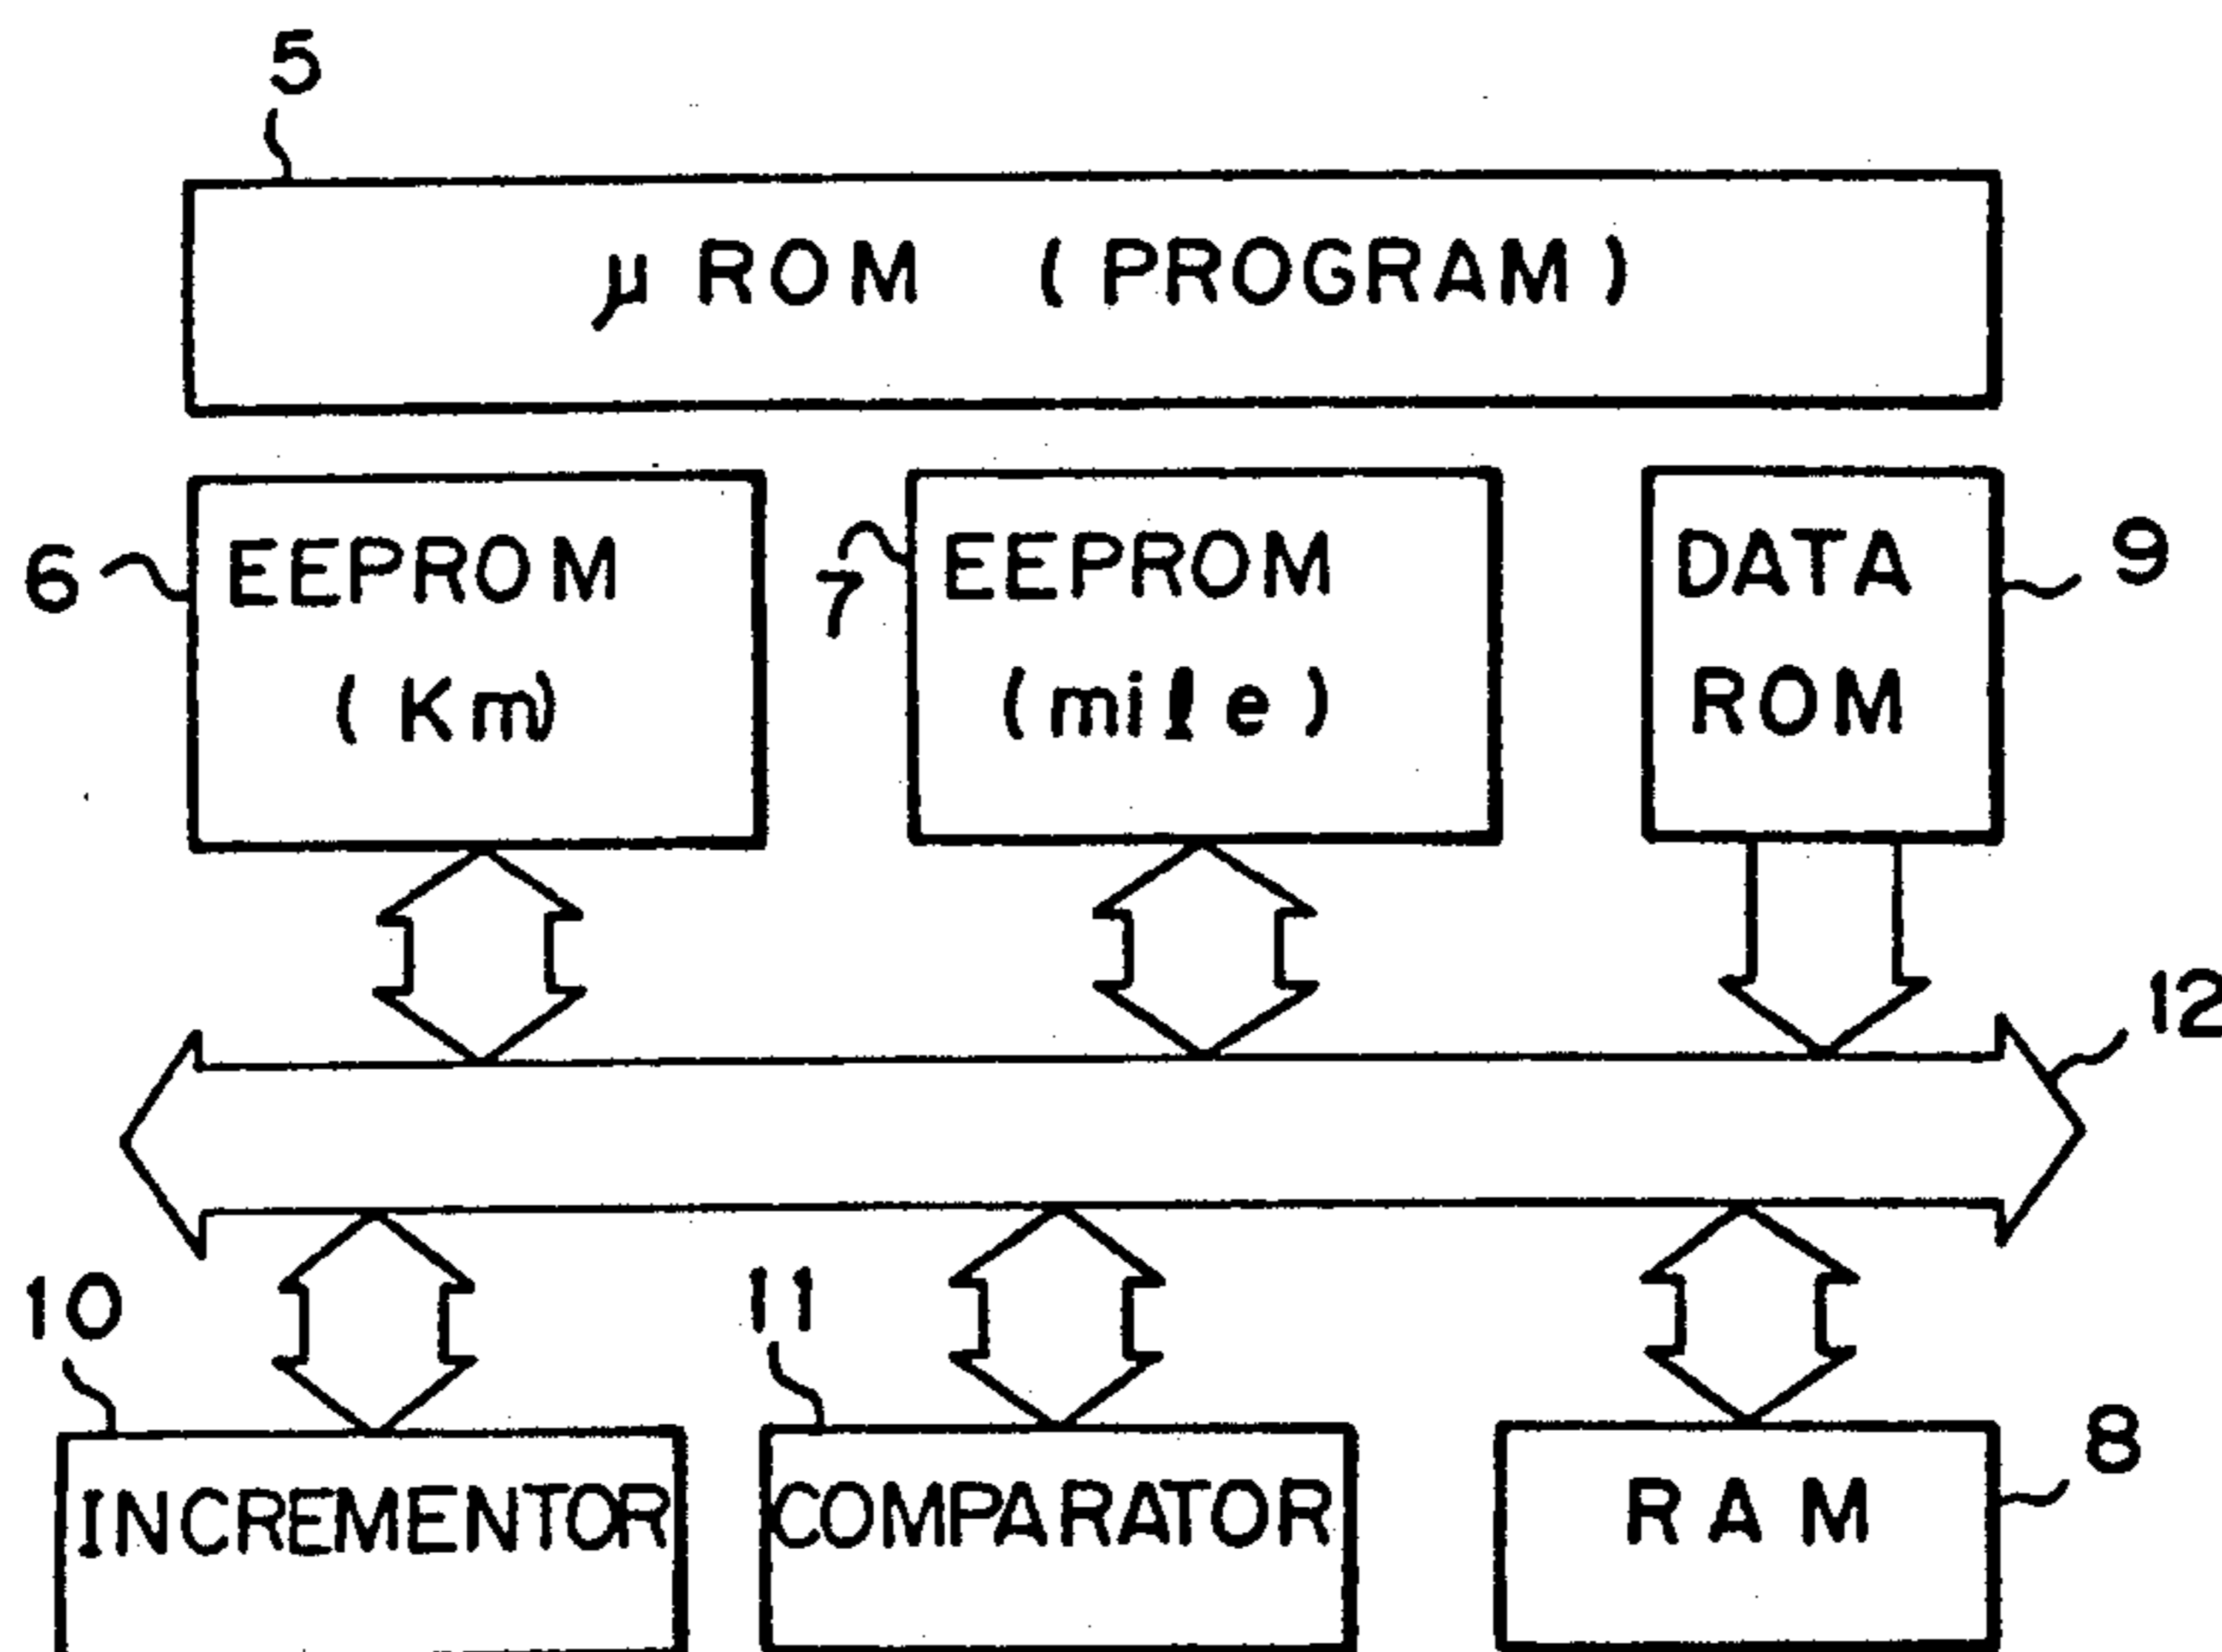 5
μ ROM (PROGRAM)
6
EEPROM
(Km)
7
EEPROM
(mile)
DATA
ROM
9
12
10
INCREMENTOR
11
COMPARATOR
RAM
8